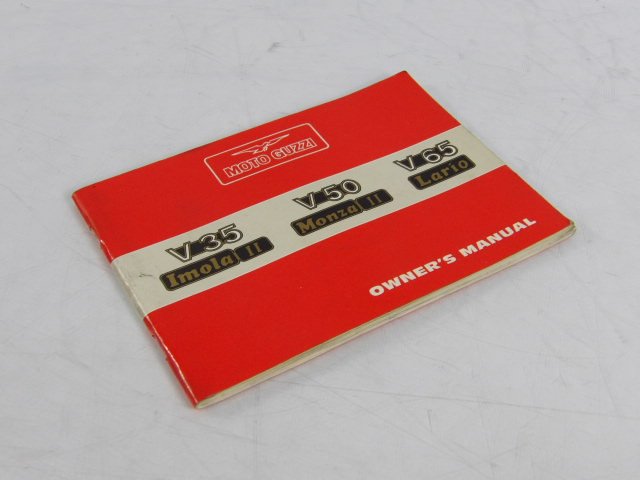 MOTO GUZZI
V35
Imola II
V50
Monza II
V65
Lario
OWNER'S MANUAL